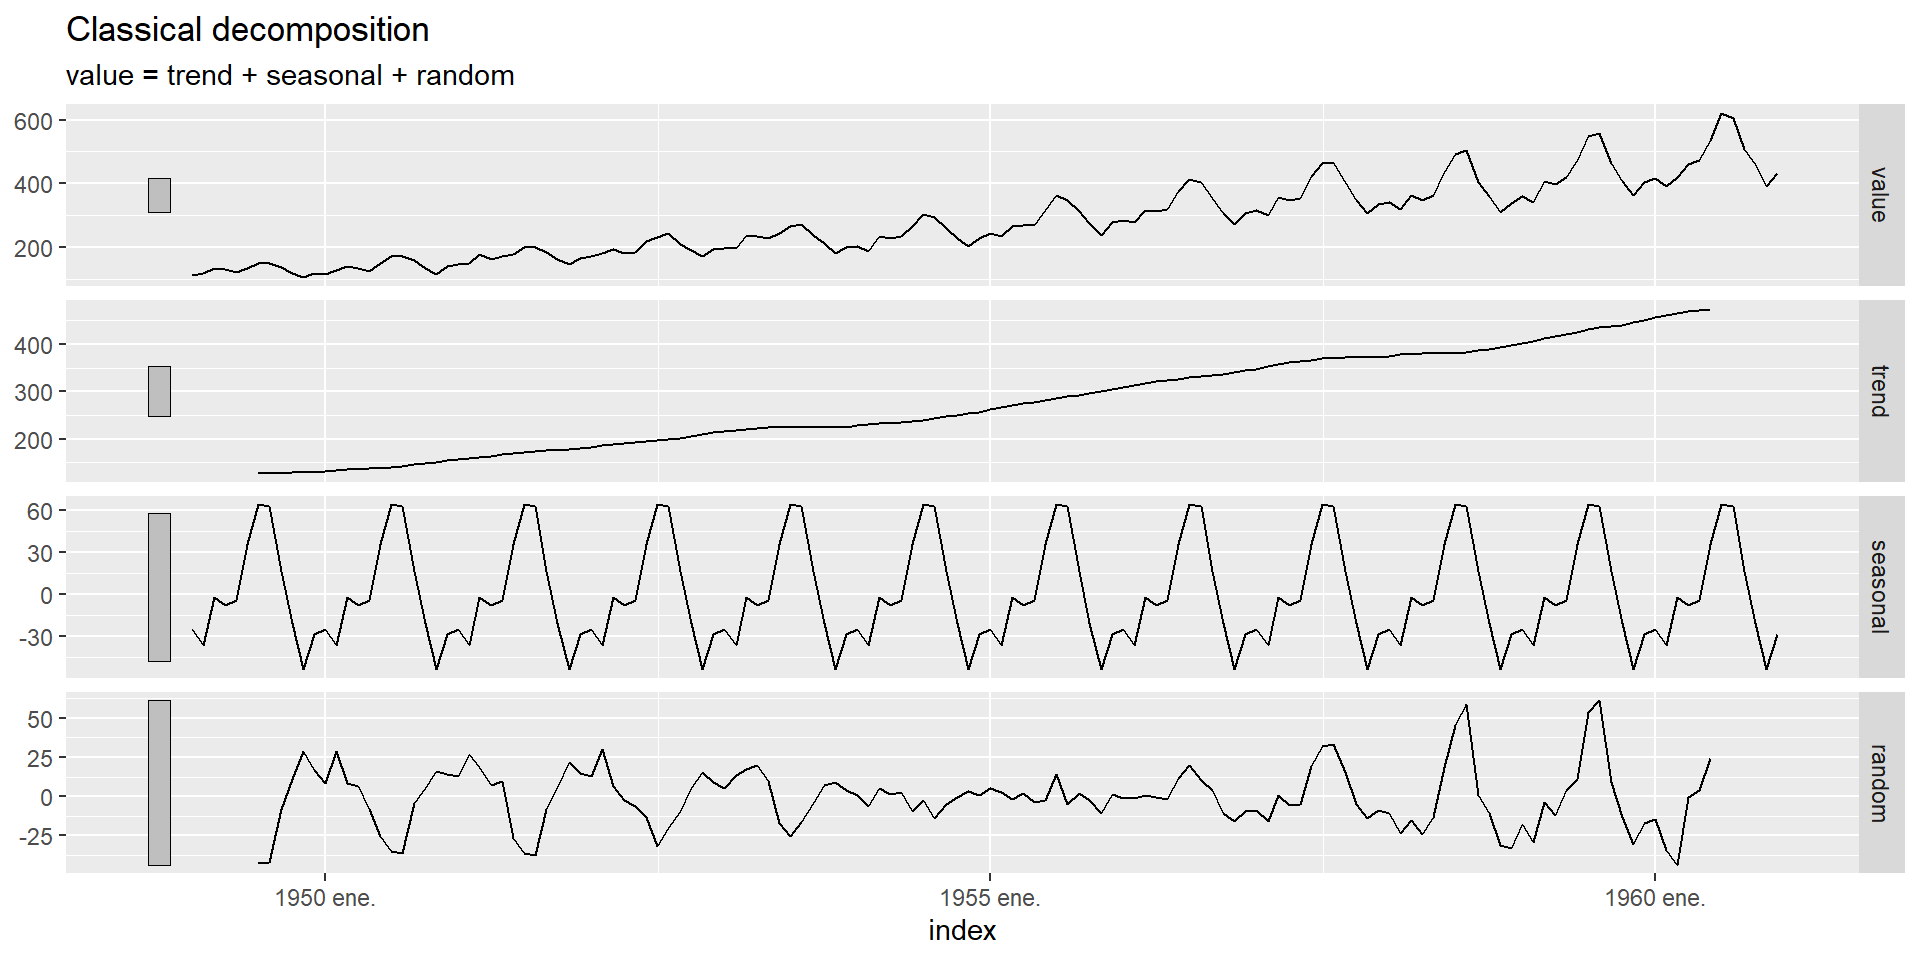 Classical decomposition
value = trend + seasonal + random
600
400
200
value
400
300
200
trend
60
30
0
-30
seasonal
50
25
0
-25
random
1950 ene.
1955 ene.
1960 ene.
index